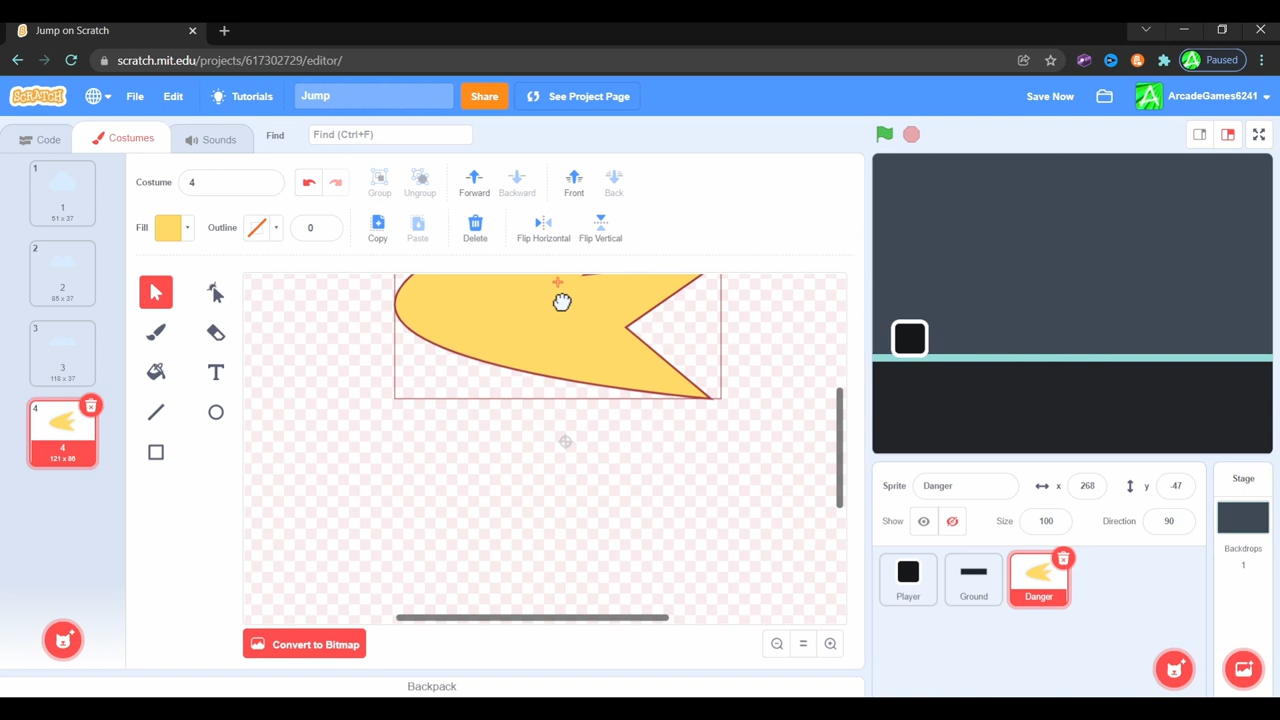 Jump on Scratch
scratch.mit.edu/projects/617302729/editor/
Paused
SCRATCH
File
Edit
Tutorials
Jump
Share
See Project Page
Save Now
ArcadeGames6241
Code
Costumes
Sounds
Find
Find (Ctrl+F)
Costume
4
Group
Ungroup
Forward
Backward
Front
Back
Fill
Outline
0
Copy
Paste
Delete
Flip Horizontal
Flip Vertical
1
1
51 x 37
2
2
85 x 37
3
3
118 x 37
4
4
121 x 86
T
Convert to Bitmap
Backpack
Sprite
Danger
x
268
y
-47
Show
Size
100
Direction
90
Player
Ground
Danger
Stage
Backdrops
1